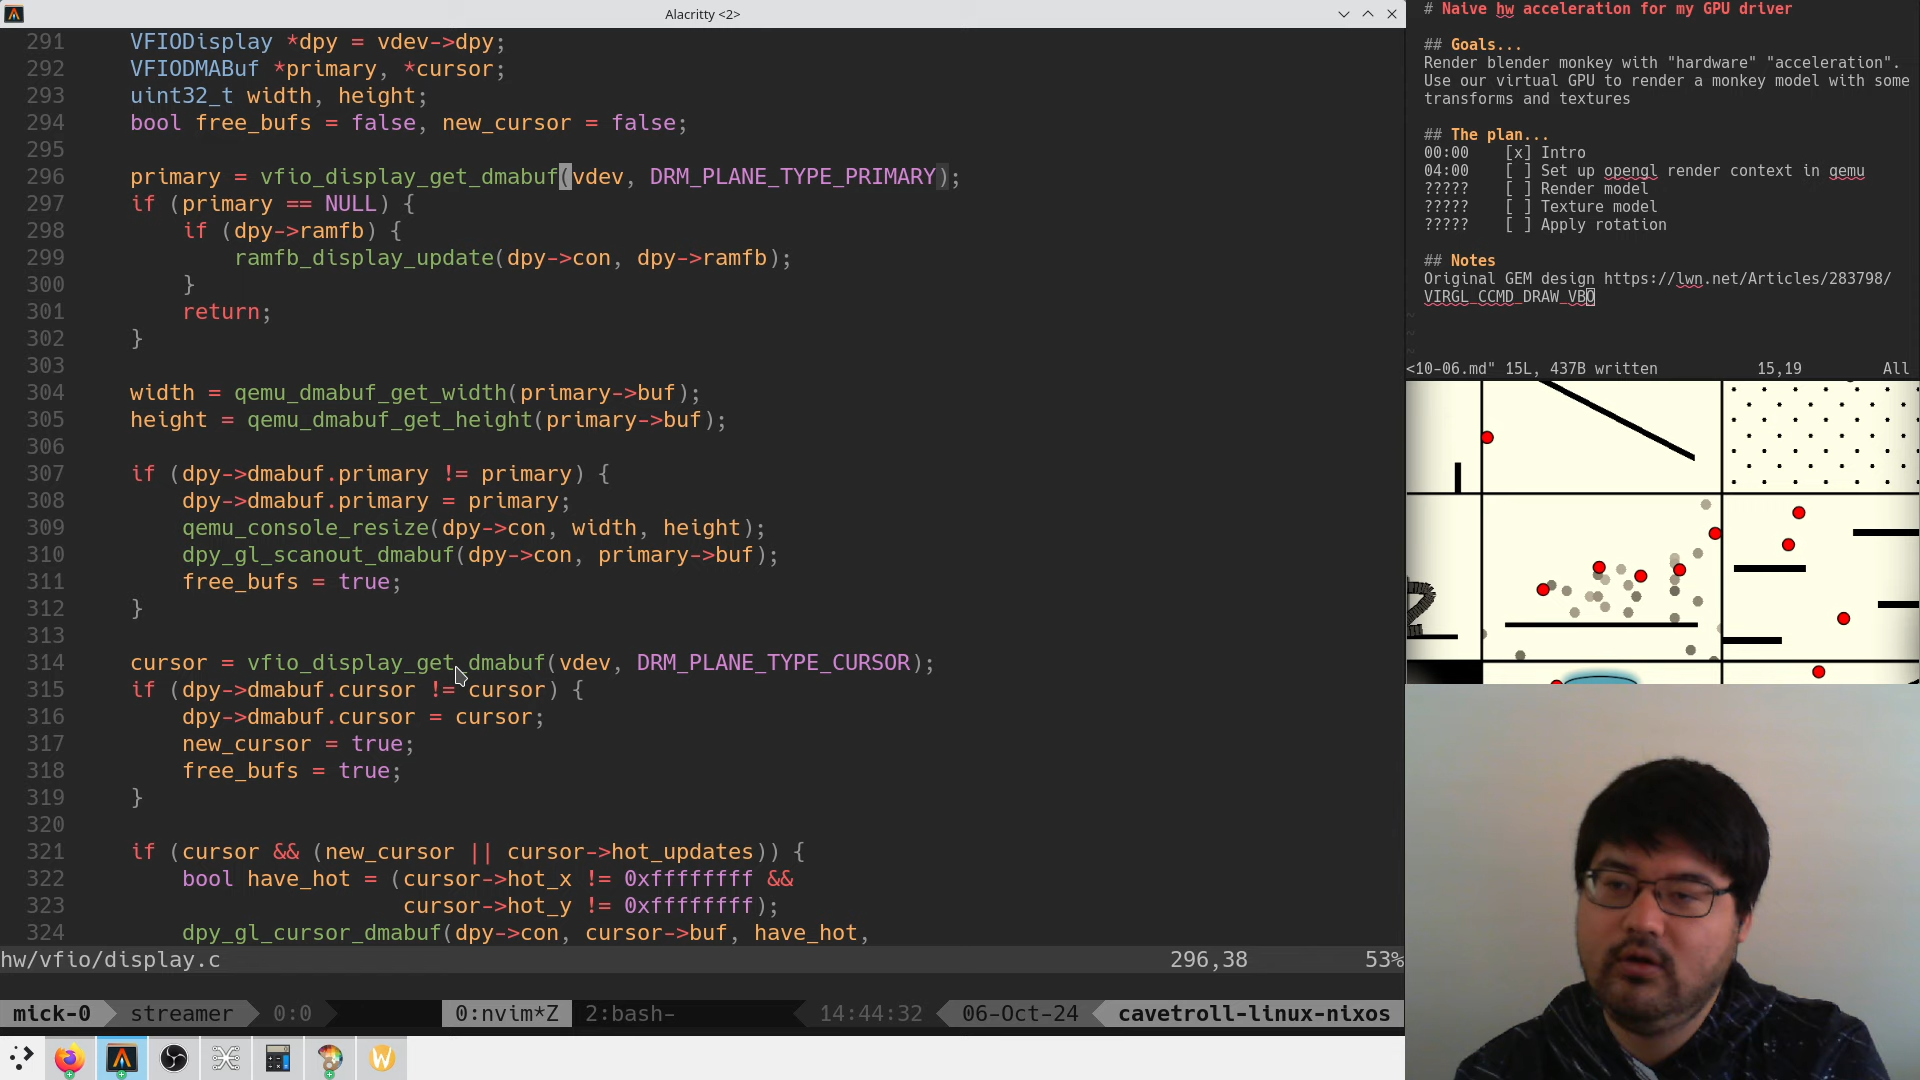 Alacritty <2>
291 VFIODisplay *dpy = vdev->dpy;
292 VFIODMABuf *primary, *cursor;
293 uint32_t width, height;
294 bool free_bufs = false, new_cursor = false;
295
296 primary = vfio_display_get_dmabuf(vdev, DRM_PLANE_TYPE_PRIMARY);
297 if (primary == NULL) {
298 if (dpy->ramfb) {
299 ramfb_display_update(dpy->con, dpy->ramfb);
300 }
301 return;
302 }
303
304 width = qemu_dmabuf_get_width(primary->buf);
305 height = qemu_dmabuf_get_height(primary->buf);
306
307 if (dpy->dmabuf.primary != primary) {
308 dpy->dmabuf.primary = primary;
309 qemu_console_resize(dpy->con, width, height);
310 dpy_gl_scanout_dmabuf(dpy->con, primary->buf);
311 free_bufs = true;
312 }
313
314 cursor = vfio_display_get_dmabuf(vdev, DRM_PLANE_TYPE_CURSOR);
315 if (dpy->dmabuf.cursor != cursor) {
316 dpy->dmabuf.cursor = cursor;
317 new_cursor = true;
318 free_bufs = true;
319 }
320
321 if (cursor && (new_cursor || cursor->hot_updates)) {
322 bool have_hot = (cursor->hot_x != 0xffffffff &&
323 cursor->hot_y != 0xffffffff);
324 dpy_gl_cursor_dmabuf(dpy->con, cursor->buf, have_hot,
hw/vfio/display.c 296,38 53%
mick-0 streamer 0:0 0:nvim*Z 2:bash- 14:44:32 06-Oct-24 cavetroll-linux-nixos
# Naive hw acceleration for my GPU driver
## Goals...
Render blender monkey with "hardware" "acceleration".
Use our virtual GPU to render a monkey model with some
transforms and textures
## The plan...
00:00 [x] Intro
04:00 [ ] Set up opengl render context in qemu
????? [ ] Render model
????? [ ] Texture model
????? [ ] Apply rotation
## Notes
Original GEM design https://lwn.net/Articles/283798/
VIRGL_CCMD_DRAW_VBO
~
~
~
<10-06.md" 15L, 437B written 15,19 All